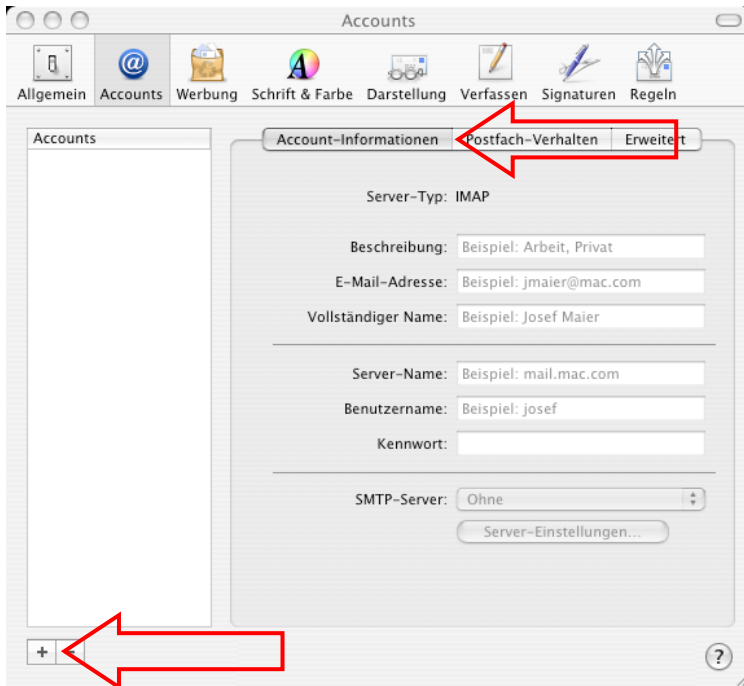 Accounts
Allgemein Accounts Werbung Schrift & Farbe Darstellung Verfassen Signaturen Regeln
Accounts
Account-Informationen Postfach-Verhalten Erweitert
Server-Typ: IMAP
Beschreibung: Beispiel: Arbeit, Privat
E-Mail-Adresse: Beispiel: jmaier@mac.com
Vollständiger Name: Beispiel: Josef Maier
Server-Name: Beispiel: mail.mac.com
Benutzername: Beispiel: josef
Kennwort:
SMTP-Server: Ohne
Server-Einstellungen...
+ −
?